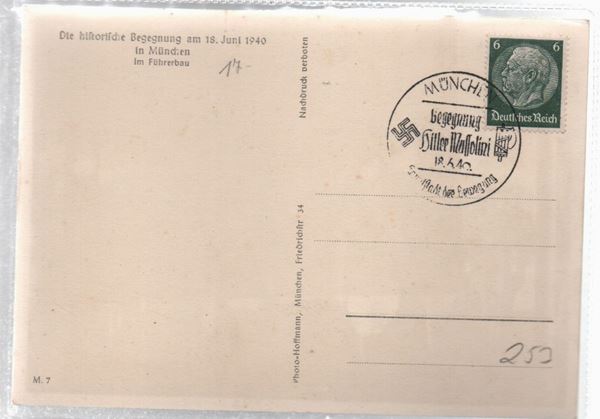 Die historische Begegnung am 18. Juni 1940
in München
im Führerbau
17-
Nachdruck verboten
6 6
Deutsches Reich
MÜNCHEN
Begegnung
Hitler Mussolini
18.6.40.
Hauptstadt der Bewegung
Photo-Hoffmann, München, Friedrichstr 34
253
M. 7